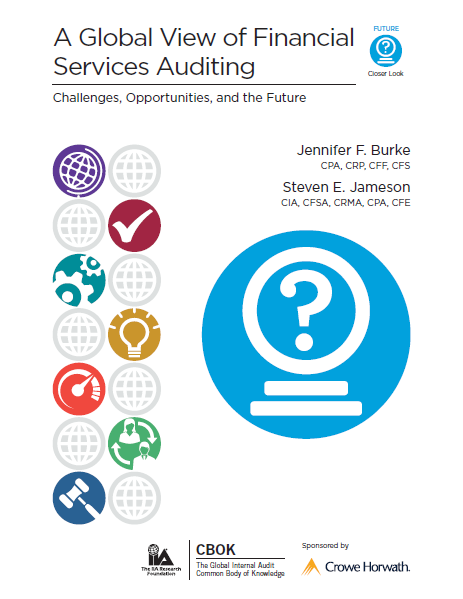 A Global View of Financial
Services Auditing
Challenges, Opportunities, and the Future
FUTURE
Closer Look
Jennifer F. Burke
CPA, CRP, CFF, CFS
Steven E. Jameson
CIA, CFSA, CRMA, CPA, CFE
?
IIA
The IIA Research
Foundation
CBOK
The Global Internal Audit
Common Body of Knowledge
Sponsored by
Crowe Horwath.